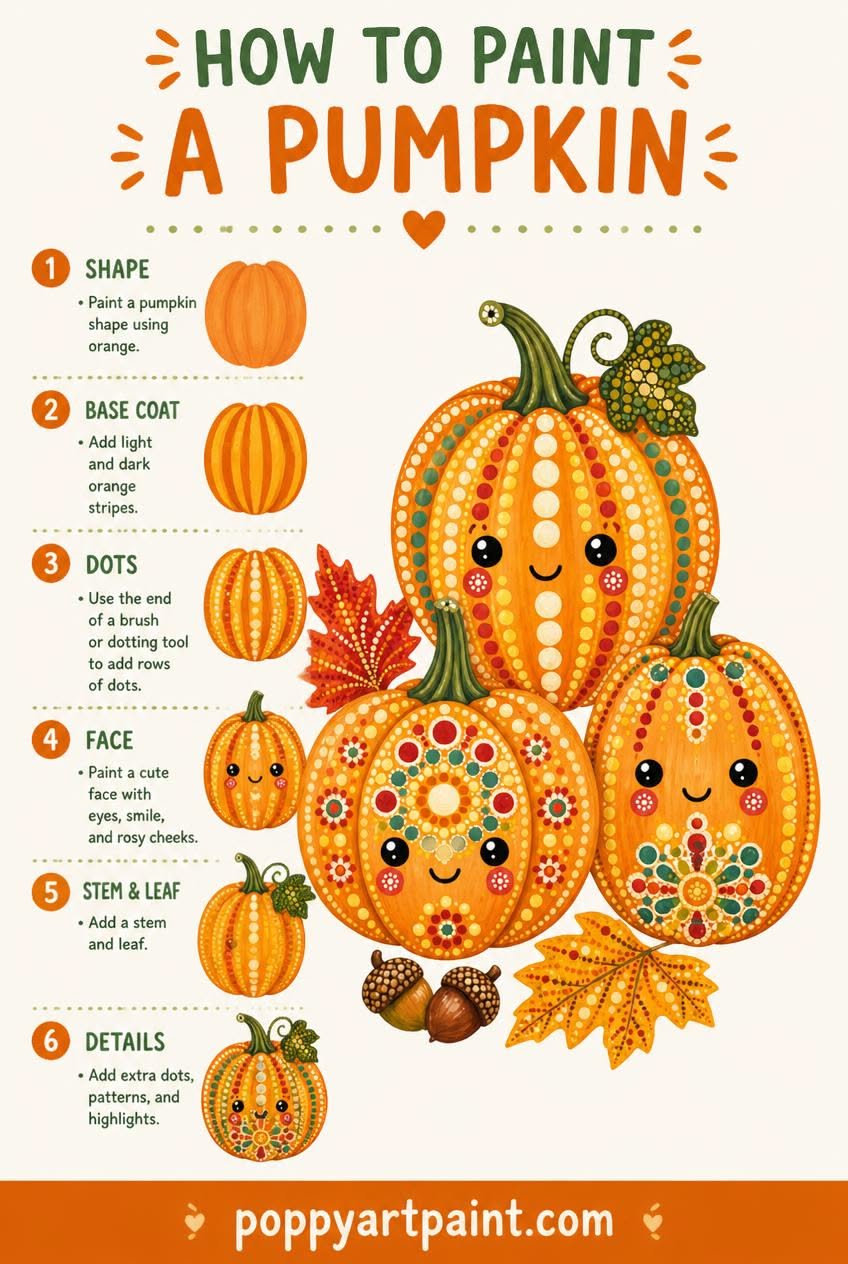 HOW TO PAINT
A PUMPKIN
1 SHAPE
• Paint a pumpkin
shape using
orange.
2 BASE COAT
• Add light
and dark
orange
stripes.
3 DOTS
• Use the end
of a brush
or dotting tool
to add rows
of dots.
4 FACE
• Paint a cute
face with
eyes, smile,
and rosy cheeks.
5 STEM & LEAF
• Add a stem
and leaf.
6 DETAILS
• Add extra dots,
patterns, and
highlights.
poppyartpaint.com